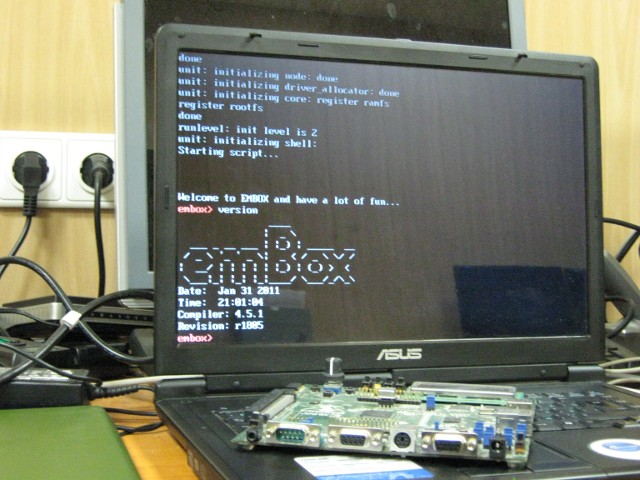 done
unit: initializing node: done
unit: initializing driver_allocator: done
unit: initializing core: register ramfs
register rootfs
done
runlevel: init level is 2
unit: initializing shell:
Starting script...
Welcome to EMBOX and have a lot of fun...
embox> version
emBox
Date: Jan 31 2011
Time: 21:01:04
Compiler: 4.5.1
Revision: r1805
embox>
ASUS